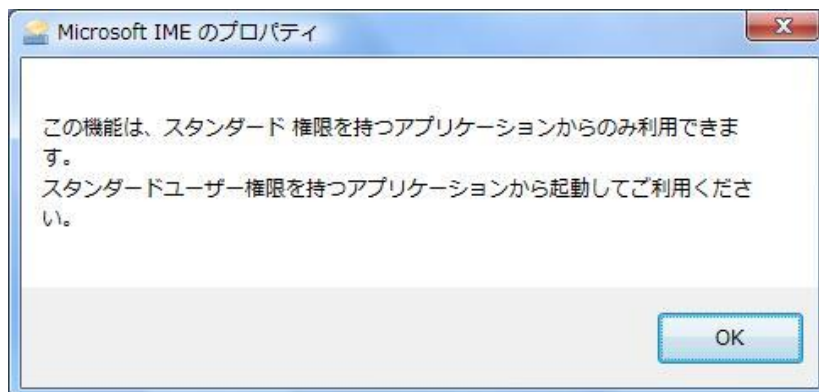 Microsoft IME のプロパティ
この機能は、スタンダード 権限を持つアプリケーションからのみ利用できま
す。
スタンダードユーザー権限を持つアプリケーションから起動してご利用くださ
い。
OK